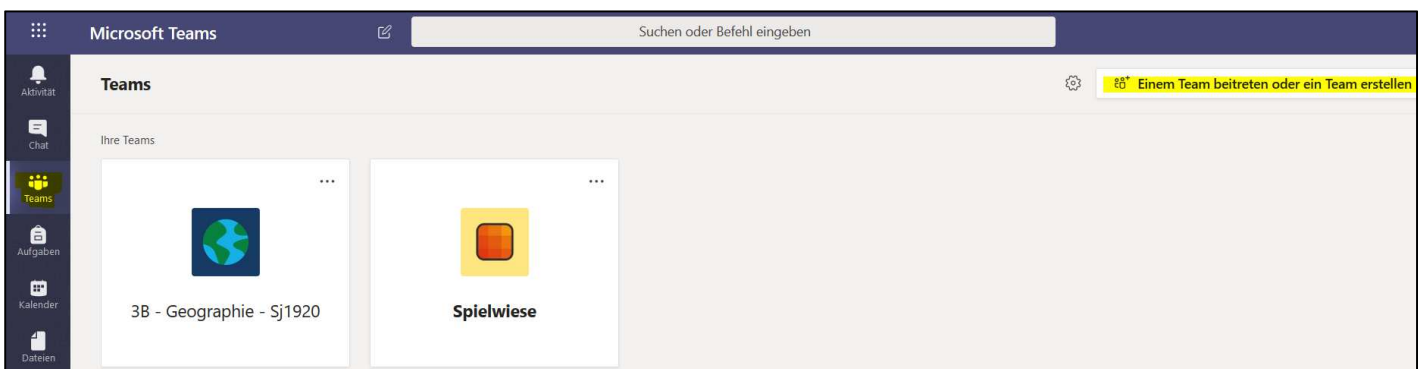 Microsoft Teams
Suchen oder Befehl eingeben
Aktivität
Chat
Teams
Aufgaben
Kalender
Dateien
Teams
Einem Team beitreten oder ein Team erstellen
Ihre Teams
3B - Geographie - Sj1920
Spielwiese